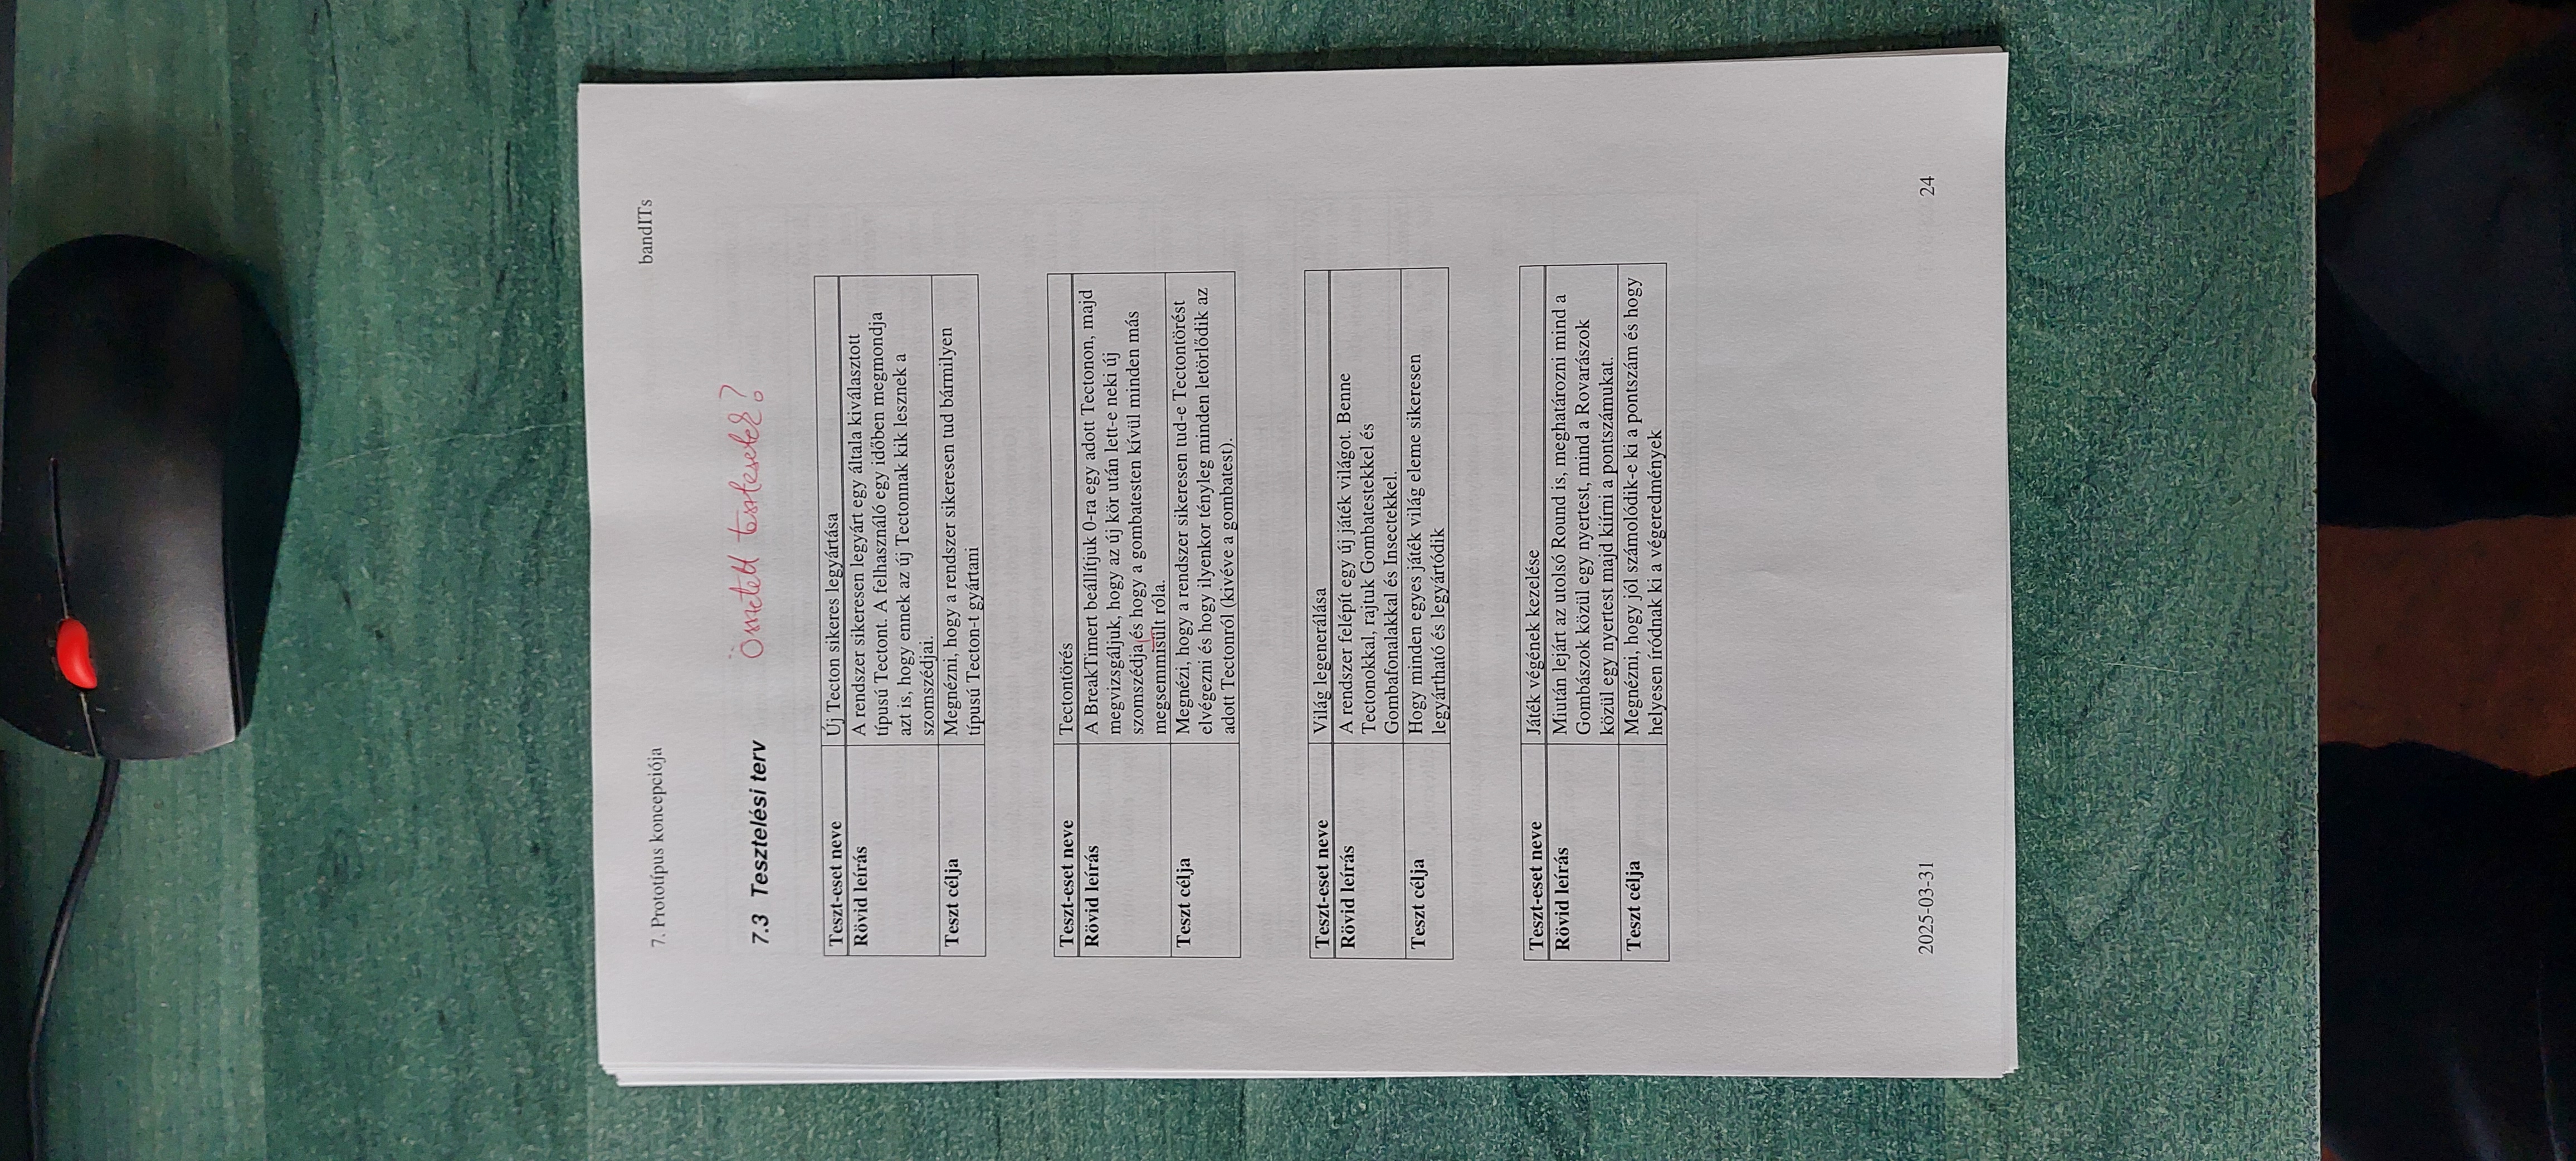 7. Prototípus koncepciója bandITs
7.3 Tesztelési terv Összetett tesztesetek?
Teszt-eset neve Új Tecton sikeres legyártása
Rövid leírás A rendszer sikeresen legyárt egy általa kiválasztott
típusú Tectont. A felhasználó egy időben megmondja
azt is, hogy ennek az új Tectonnak kik lesznek a
szomszédjai.
Teszt célja Megnézni, hogy a rendszer sikeresen tud bármilyen
típusú Tecton-t gyártani
Teszt-eset neve Tectontörés
Rövid leírás A BreakTimert beállítjuk 0-ra egy adott Tectonon, majd
megvizsgáljuk, hogy az új kör után lett-e neki új
szomszédja és hogy a gombatesten kívül minden más
megsemmisült róla.
Teszt célja Megnézi, hogy a rendszer sikeresen tud-e Tectontörést
elvégezni és hogy ilyenkor tényleg minden letörlődik az
adott Tectonról (kivéve a gombatest).
Teszt-eset neve Világ legenerálása
Rövid leírás A rendszer felépít egy új játék világot. Benne
Tectonokkal, rajtuk Gombatestekkel és
Gombafonalakkal és Insectekkel.
Teszt célja Hogy minden egyes játék világ eleme sikeresen
legyártható és legyártódik
Teszt-eset neve Játék végének kezelése
Rövid leírás Miután lejárt az utolsó Round is, meghatározni mind a
Gombászok közül egy nyertest, mind a Rovarászok
közül egy nyertest majd kiírni a pontszámukat.
Teszt célja Megnézni, hogy jól számolódik-e ki a pontszám és hogy
helyesen íródnak ki a végeredmények
2025-03-31 24